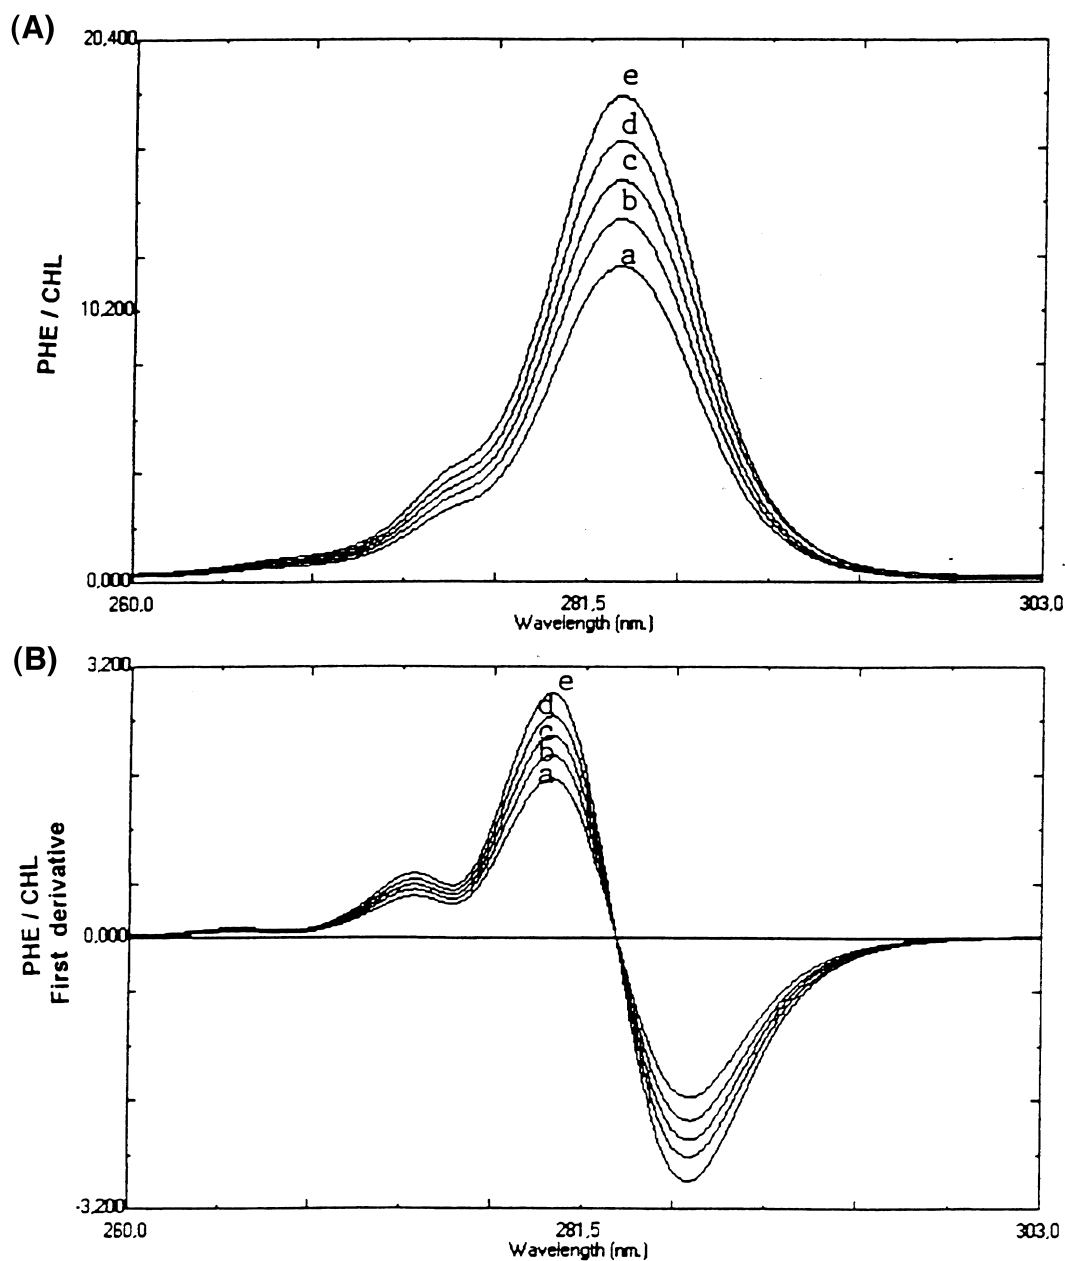 (A)
20,400
e
d
c
b
a
10,200
PHE / CHL
0,000
260.0
281.5
303.0
Wavelength (nm.)
(B)
3,200
e
d
c
b
a
PHE / CHL
First derivative
0.000
-3.200
260.0
281.5
303.0
Wavelength (nm.)